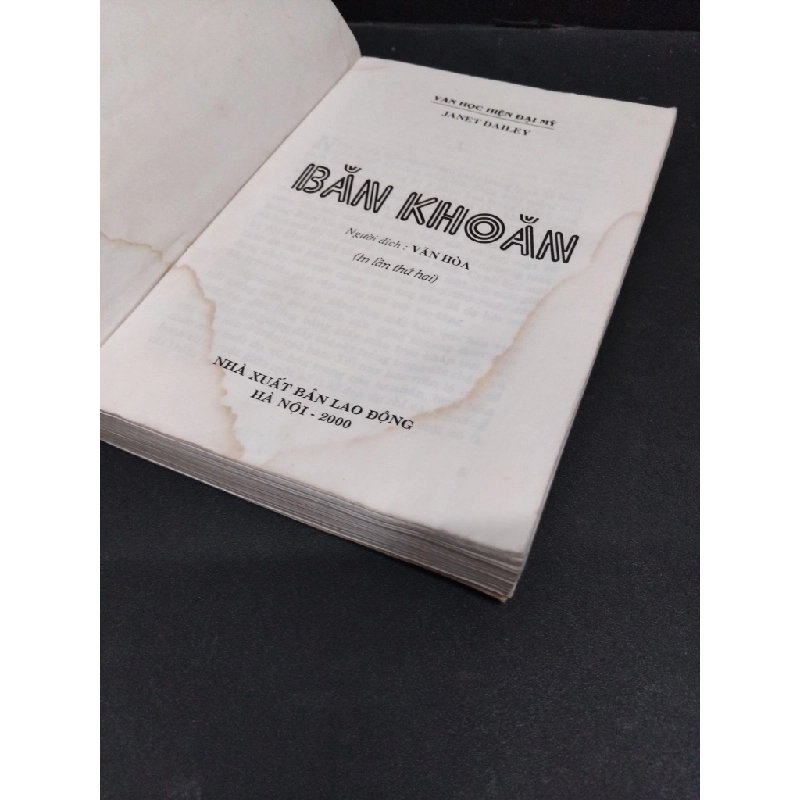 VĂN HỌC HIỆN ĐẠI MỸ
JANET DAILEY
BĂN KHOĂN
Người dịch : VĂN HÒA
(In lần thứ hai)
NHÀ XUẤT BẢN LAO ĐỘNG
HÀ NỘI - 2000